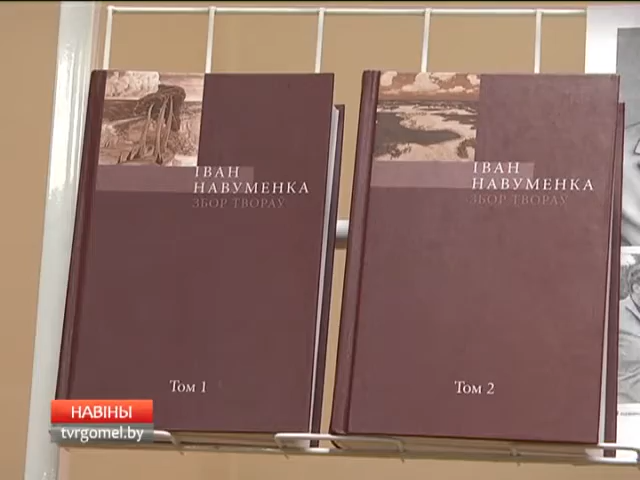 ІВАН
НАВУМЕНКА
ЗБОР ТВОРАЎ
Том 1
ІВАН
НАВУМЕНКА
ЗБОР ТВОРАЎ
Том 2
НАВІНЫ
tvrgomel.by